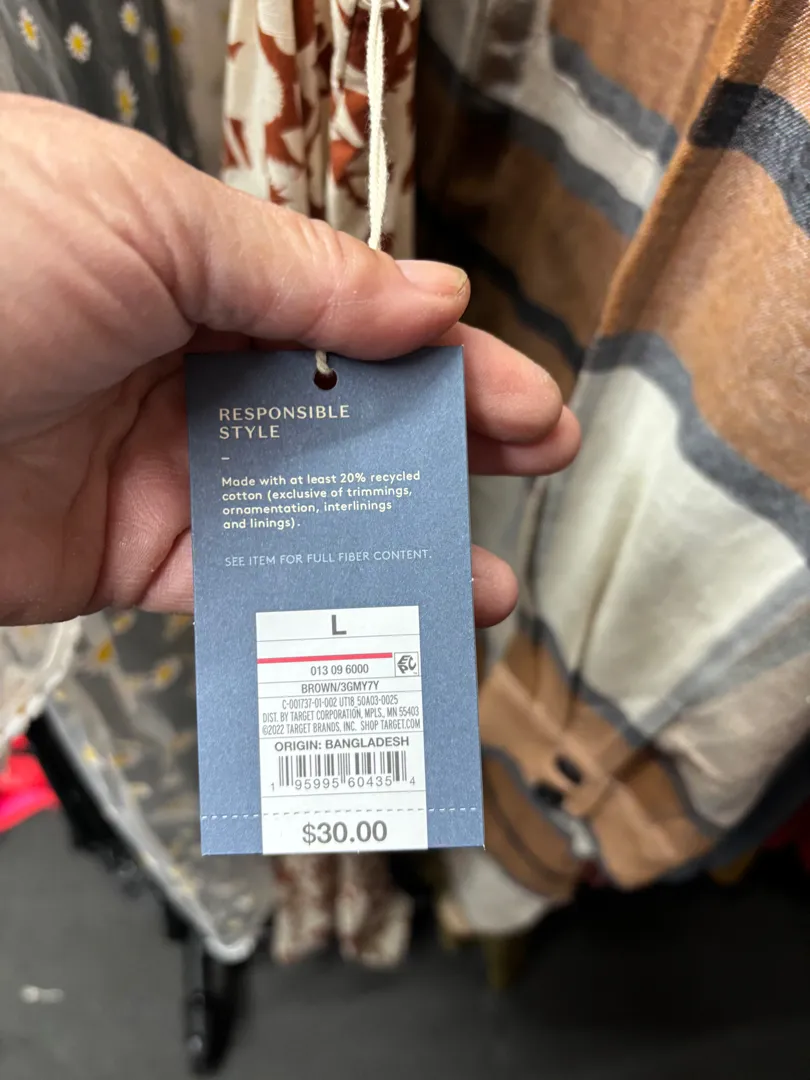 RESPONSIBLE
STYLE
–
Made with at least 20% recycled
cotton (exclusive of trimmings,
ornamentation, interlinings
and linings).
SEE ITEM FOR FULL FIBER CONTENT.
L
013 09 6000
BROWN/3GMY7Y
C-001737-01-002 UT18 50A03-0025
DIST. BY TARGET CORPORATION, MPLS., MN 55403
©2022 TARGET BRANDS, INC. SHOP TARGET.COM
ORIGIN: BANGLADESH
1 95995 60435 4
$30.00